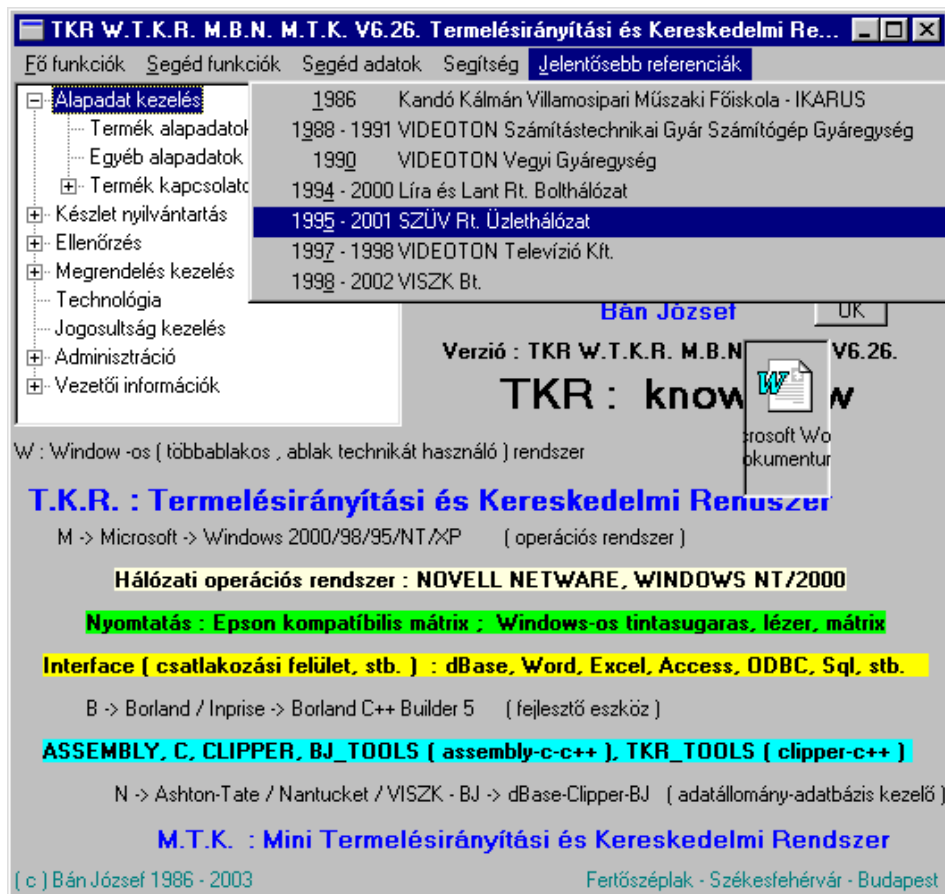 TKR W.T.K.R. M.B.N. M.T.K. V6.26. Termelésirányítási és Kereskedelmi Re...
Fő funkciók Segéd funkciók Segéd adatok Segítség Jelentősebb referenciák
Alapadat kezelés
Termék alapadatok
Egyéb alapadatok
Termék kapcsolatc
Készlet nyilvántartás
Ellenőrzés
Megrendelés kezelés
Technológia
Jogosultság kezelés
Adminisztráció
Vezetői információk
1986 Kandó Kálmán Villamosipari Műszaki Főiskola - IKARUS
1988 - 1991 VIDEOTON Számítástechnikai Gyár Számítógép Gyáregység
1990 VIDEOTON Vegyi Gyáregység
1994 - 2000 Líra és Lant Rt. Bolthálózat
1995 - 2001 SZÜV Rt. Üzlethálózat
1997 - 1998 VIDEOTON Televízió Kft.
1998 - 2002 VISZK Bt.
Bán József OK
Verzió : TKR W.T.K.R. M.B.N V6.26.
TKR : know w
crosoft Wo
okumentur
W : Window -os ( többablakos , ablak technikát használó ) rendszer
T.K.R. : Termelésirányítási és Kereskedelmi Rendszer
M -> Microsoft -> Windows 2000/98/95/NT/XP ( operációs rendszer )
Hálózati operációs rendszer : NOVELL NETWARE, WINDOWS NT/2000
Nyomtatás : Epson kompatíbilis mátrix ; Windows-os tintasugaras, lézer, mátrix
Interface ( csatlakozási felület, stb. ) : dBase, Word, Excel, Access, ODBC, Sql, stb.
B -> Borland / Inprise -> Borland C++ Builder 5 ( fejlesztő eszköz )
ASSEMBLY, C, CLIPPER, BJ_TOOLS ( assembly-c-c++ ), TKR_TOOLS ( clipper-c++ )
N -> Ashton-Tate / Nantucket / VISZK - BJ -> dBase-Clipper-BJ ( adatállomány-adatbázis kezelő )
M.T.K. : Mini Termelésirányítási és Kereskedelmi Rendszer
( c ) Bán József 1986 - 2003 Fertőszéplak - Székesfehérvár - Budapest